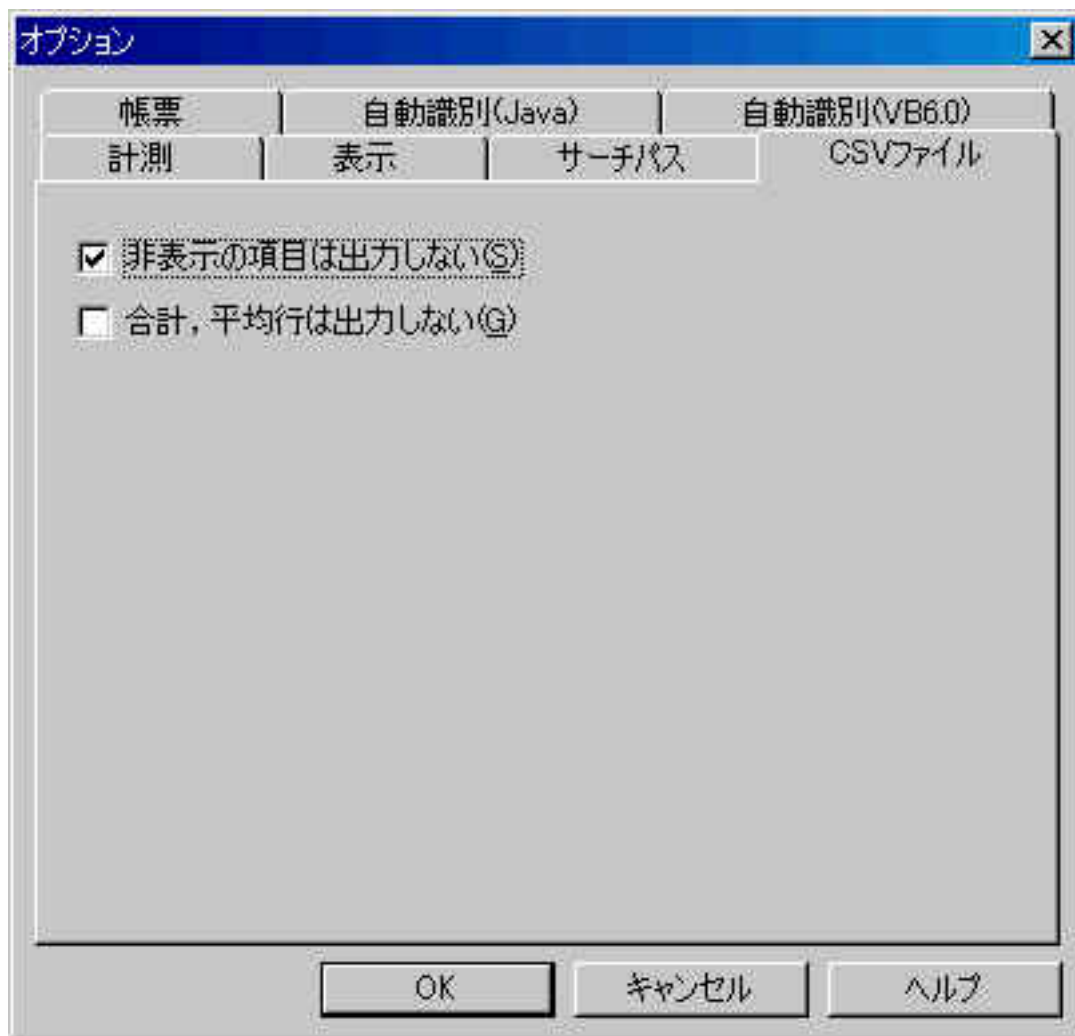 オプション
帳票 自動識別(Java) 自動識別(VB6.0)
計測 表示 サーチパス CSVファイル
非表示の項目は出力しない(S)
合計，平均行は出力しない(G)
OK キャンセル ヘルプ